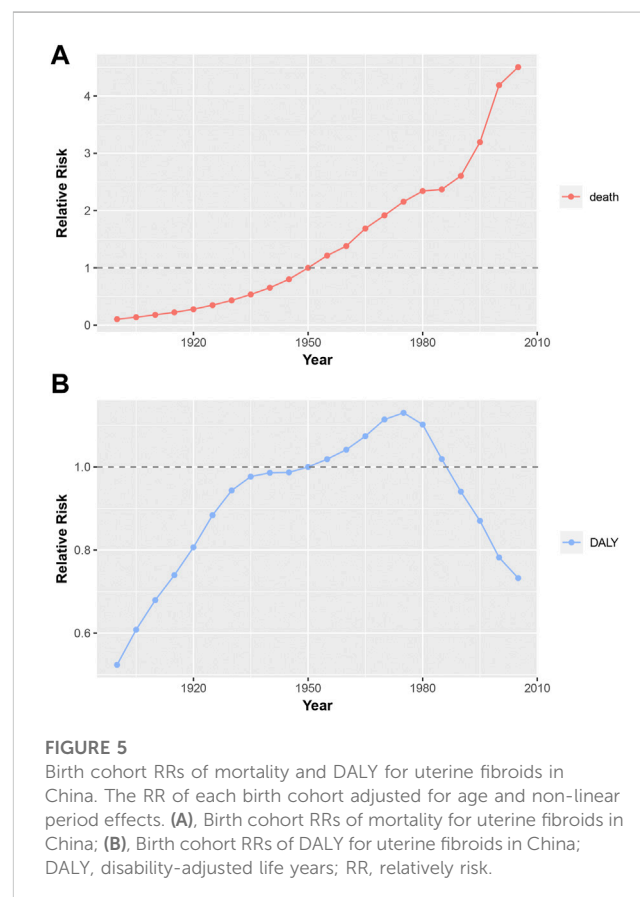 A
4
3
2
1
0
Relative Risk
1920
1950
1980
2010
Year
death
B
1.0
0.8
0.6
Relative Risk
1920
1950
1980
2010
Year
DALY
FIGURE 5
Birth cohort RRs of mortality and DALY for uterine fibroids in
China. The RR of each birth cohort adjusted for age and non-linear
period effects. (A), Birth cohort RRs of mortality for uterine fibroids in
China; (B), Birth cohort RRs of DALY for uterine fibroids in China;
DALY, disability-adjusted life years; RR, relatively risk.